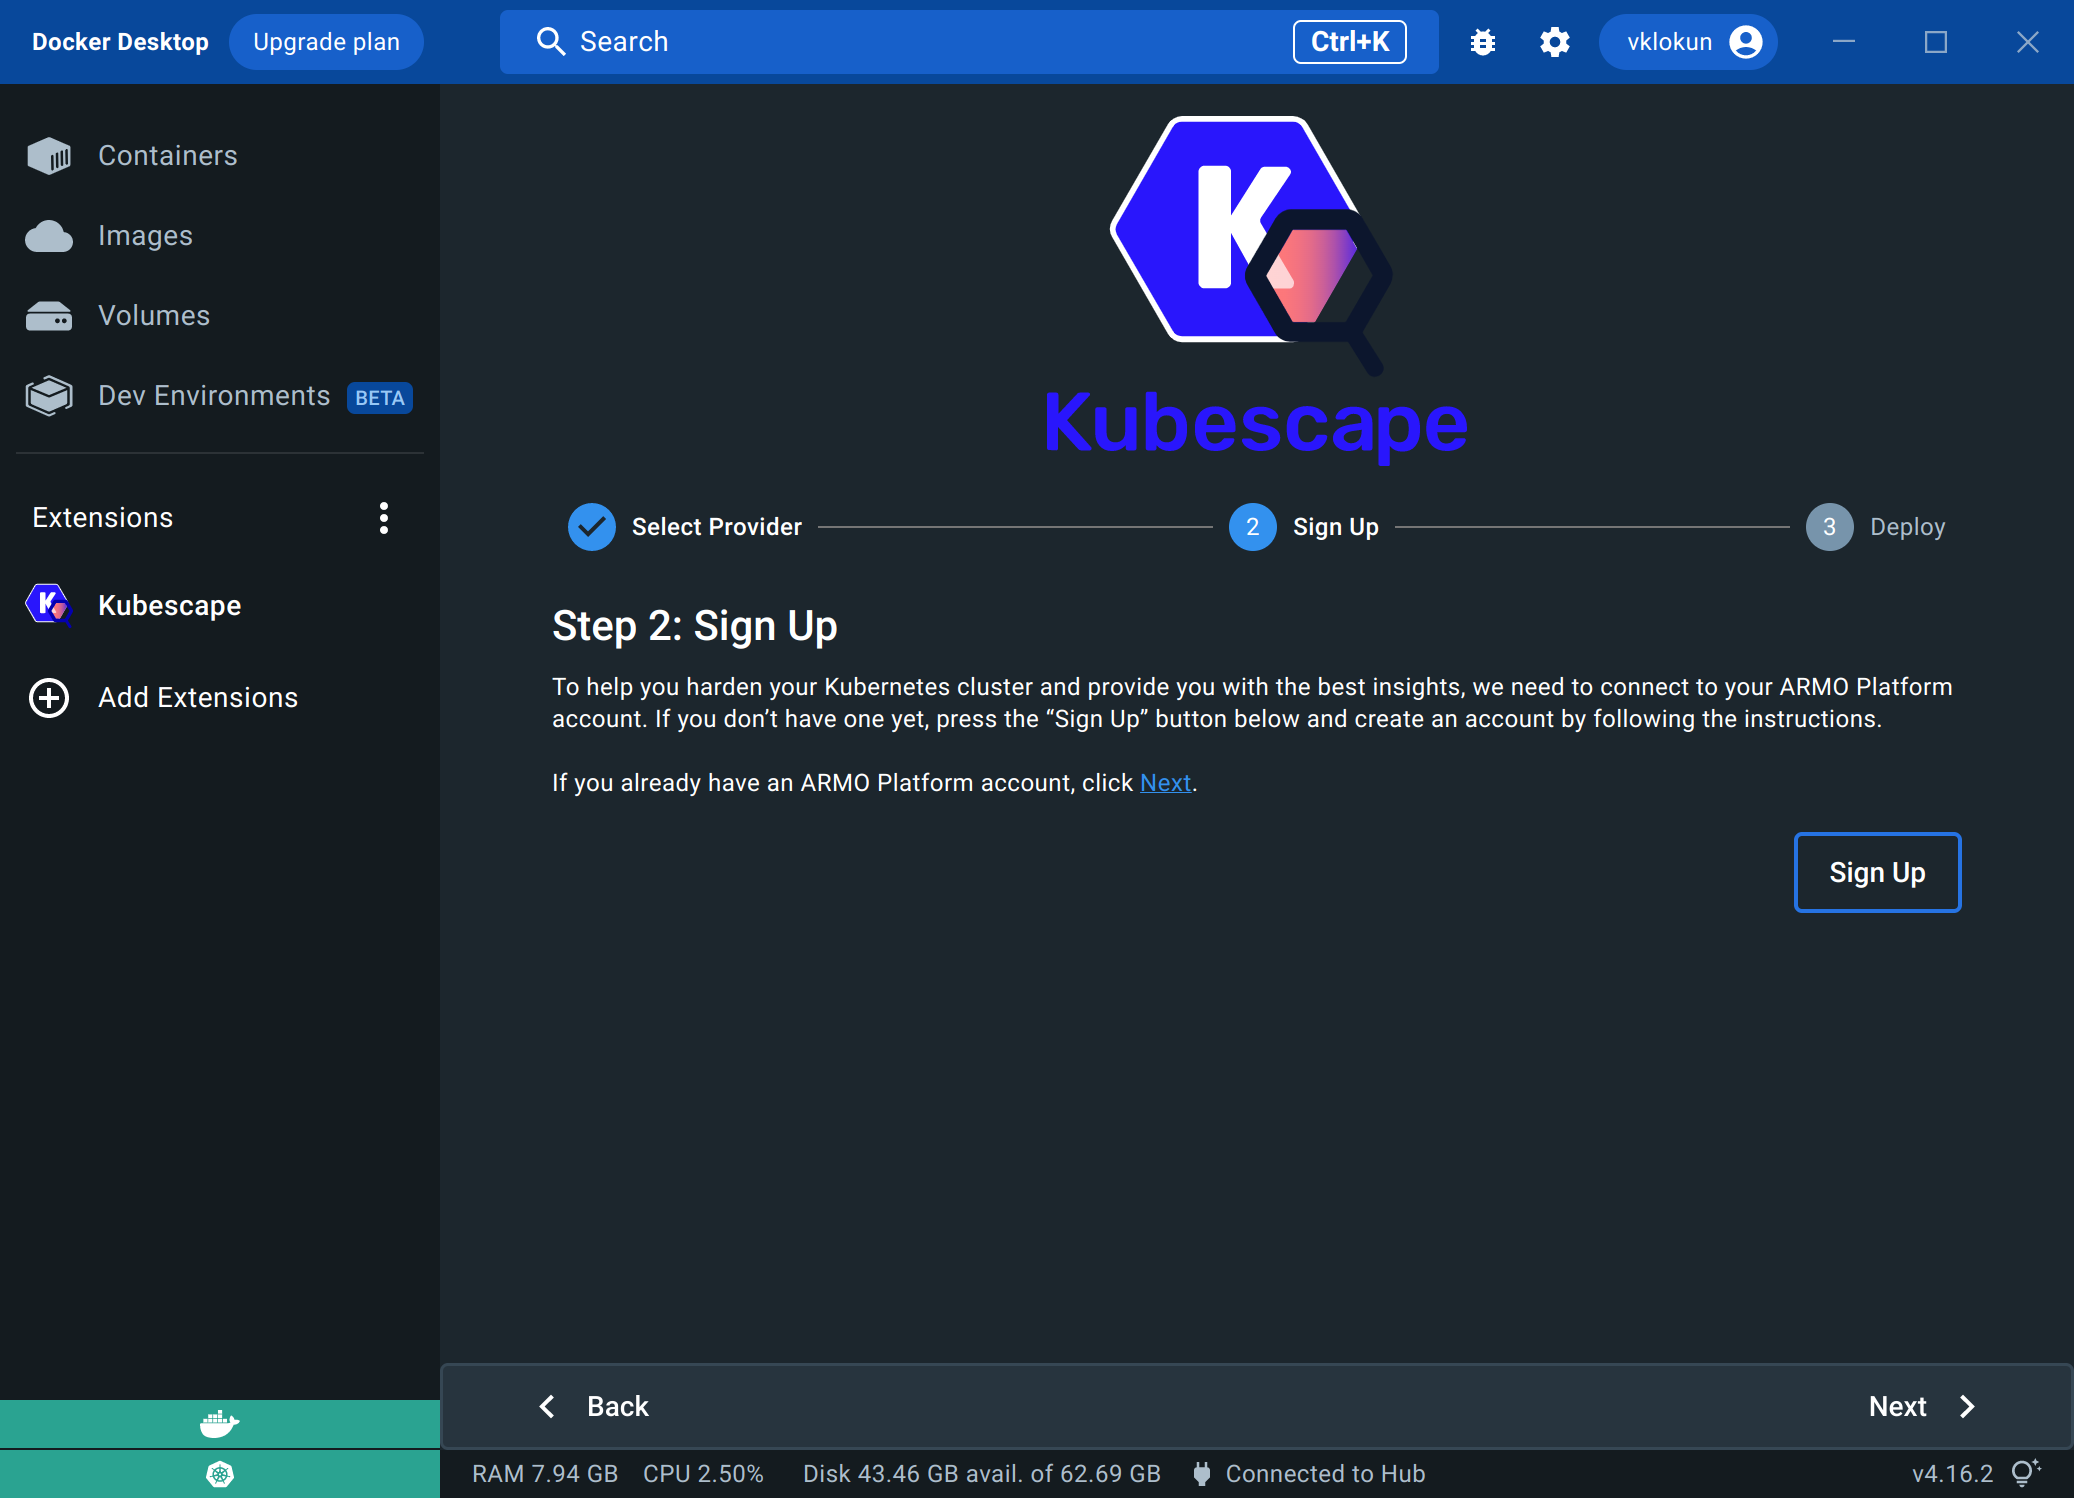 Docker Desktop
Upgrade plan
Search
Ctrl+K
vklokun
Containers
Images
Volumes
Dev Environments BETA
Extensions
Kubescape
Add Extensions
K
Kubescape
Select Provider
2 Sign Up
3 Deploy
Step 2: Sign Up
To help you harden your Kubernetes cluster and provide you with the best insights, we need to connect to your ARMO Platform
account. If you don’t have one yet, press the “Sign Up” button below and create an account by following the instructions.
If you already have an ARMO Platform account, click Next.
Sign Up
Back
Next
RAM 7.94 GB CPU 2.50% Disk 43.46 GB avail. of 62.69 GB Connected to Hub v4.16.2